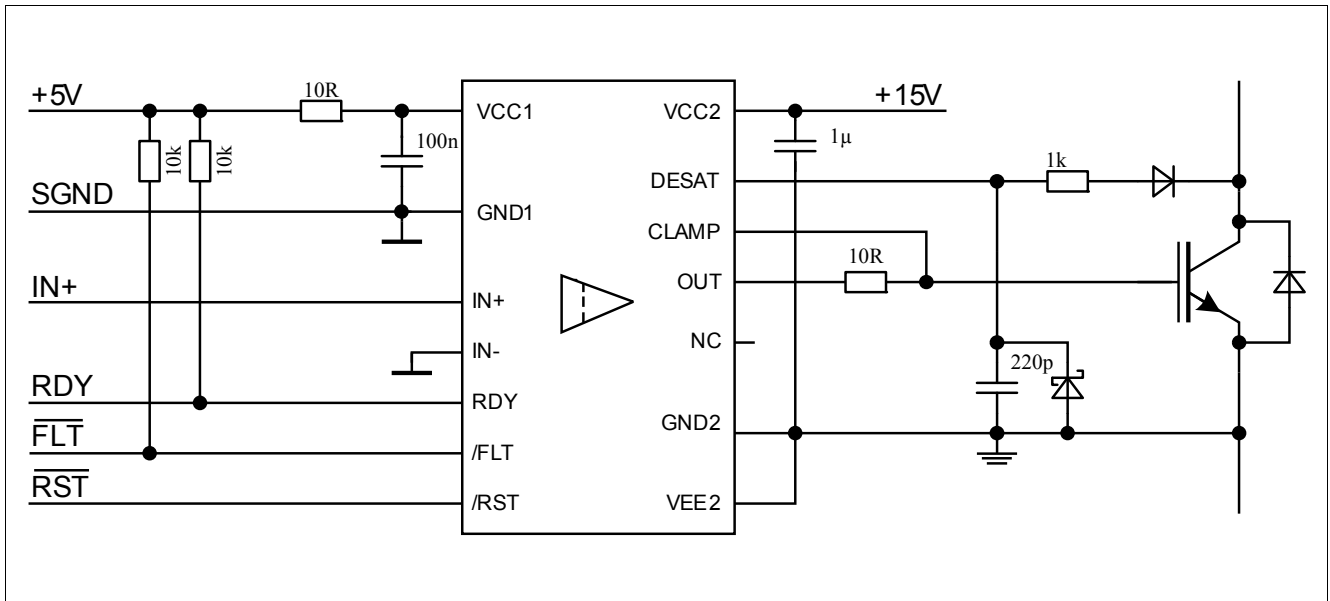 +5V
10R
VCC1
VCC2
+15V
100n
1µ
10k
10k
DESAT
1k
SGND
GND1
CLAMP
10R
IN+
IN+
OUT
IN-
NC
220p
RDY
RDY
GND2
FLT
/FLT
RST
/RST
VEE2